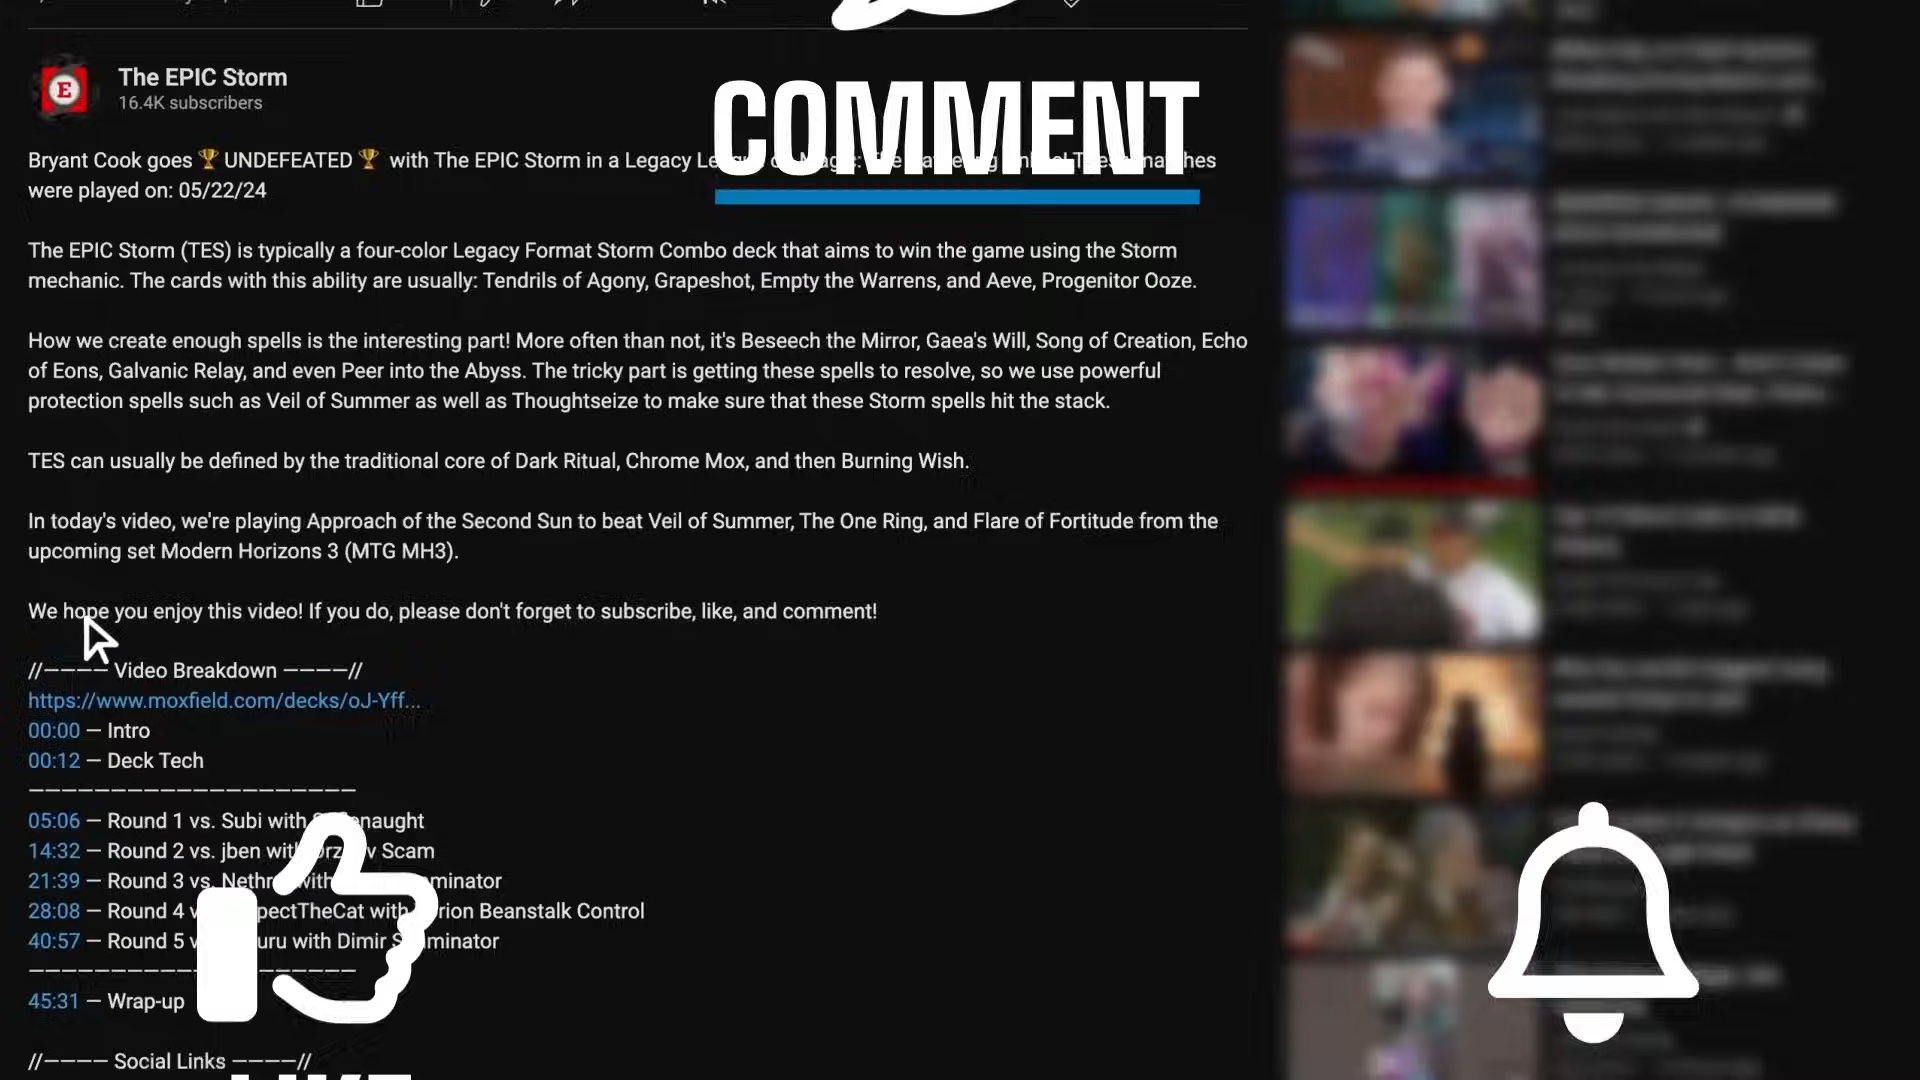 The EPIC Storm
16.4K subscribers
COMMENT
Bryant Cook goes 🏆 UNDEFEATED 🏆 with The EPIC Storm in a Legacy
were played on: 05/22/24
The EPIC Storm (TES) is typically a four-color Legacy Format Storm Combo deck that aims to win the game using the Storm
mechanic. The cards with this ability are usually: Tendrils of Agony, Grapeshot, Empty the Warrens, and Aeve, Progenitor Ooze.
How we create enough spells is the interesting part! More often than not, it's Beseech the Mirror, Gaea's Will, Song of Creation, Echo
of Eons, Galvanic Relay, and even Peer into the Abyss. The tricky part is getting these spells to resolve, so we use powerful
protection spells such as Veil of Summer as well as Thoughtseize to make sure that these Storm spells hit the stack.
TES can usually be defined by the traditional core of Dark Ritual, Chrome Mox, and then Burning Wish.
In today's video, we're playing Approach of the Second Sun to beat Veil of Summer, The One Ring, and Flare of Fortitude from the
upcoming set Modern Horizons 3 (MTG MH3).
We hope you enjoy this video! If you do, please don't forget to subscribe, like, and comment!
//———— Video Breakdown ————//
https://www.moxfield.com/decks/oJ-Yff...
00:00 — Intro
00:12 — Deck Tech
05:06 — Round 1 vs. Subi with
14:32 — Round 2 vs. jben with Scam
21:39 — Round 3 vs.
28:08 — Round 4 with Beanstalk Control
40:57 — Round 5 with Dimir
45:31 — Wrap-up
//———— Social Links ————//
LIKE